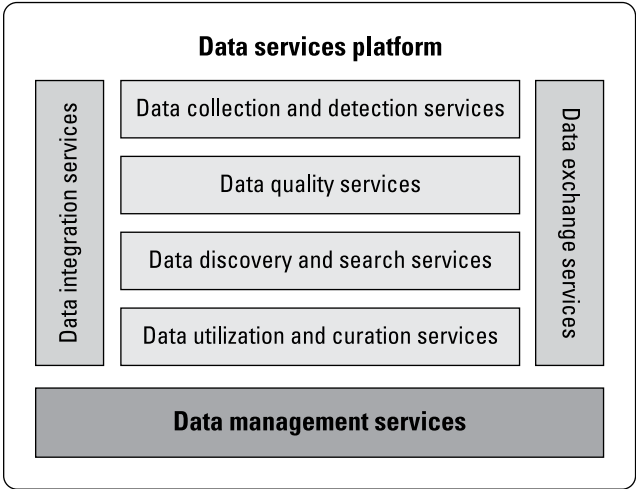 Data services platform
Data integration services
Data collection and detection services
Data quality services
Data discovery and search services
Data utilization and curation services
Data exchange services
Data management services